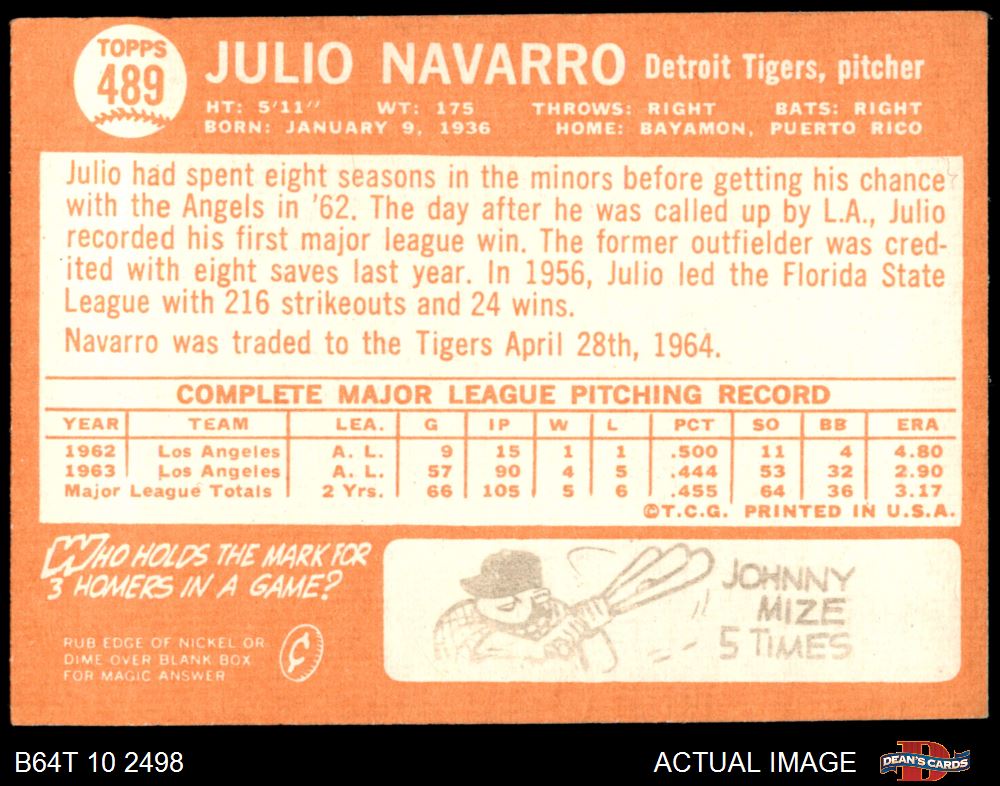 TOPPS
489
JULIO NAVARRO Detroit Tigers, pitcher
HT: 5'11" WT: 175 THROWS: RIGHT BATS: RIGHT
BORN: JANUARY 9, 1936 HOME: BAYAMON, PUERTO RICO
Julio had spent eight seasons in the minors before getting his chance
with the Angels in '62. The day after he was called up by L.A., Julio
recorded his first major league win. The former outfielder was cred-
ited with eight saves last year. In 1956, Julio led the Florida State
League with 216 strikeouts and 24 wins.
Navarro was traded to the Tigers April 28th, 1964.
COMPLETE MAJOR LEAGUE PITCHING RECORD
YEAR TEAM LEA. G IP W L PCT SO BB ERA
1962 Los Angeles A. L. 9 15 1 1 .500 11 4 4.80
1963 Los Angeles A. L. 57 90 4 5 .444 53 32 2.90
Major League Totals 2 Yrs. 66 105 5 6 .455 64 36 3.17
©T.C.G. PRINTED IN U.S.A.
WHO HOLDS THE MARK FOR
3 HOMERS IN A GAME?
RUB EDGE OF NICKEL OR
DIME OVER BLANK BOX
FOR MAGIC ANSWER
¢
JOHNNY
MIZE
5 TIMES
B64T 10 2498 ACTUAL IMAGE
D
DEAN'S CARDS